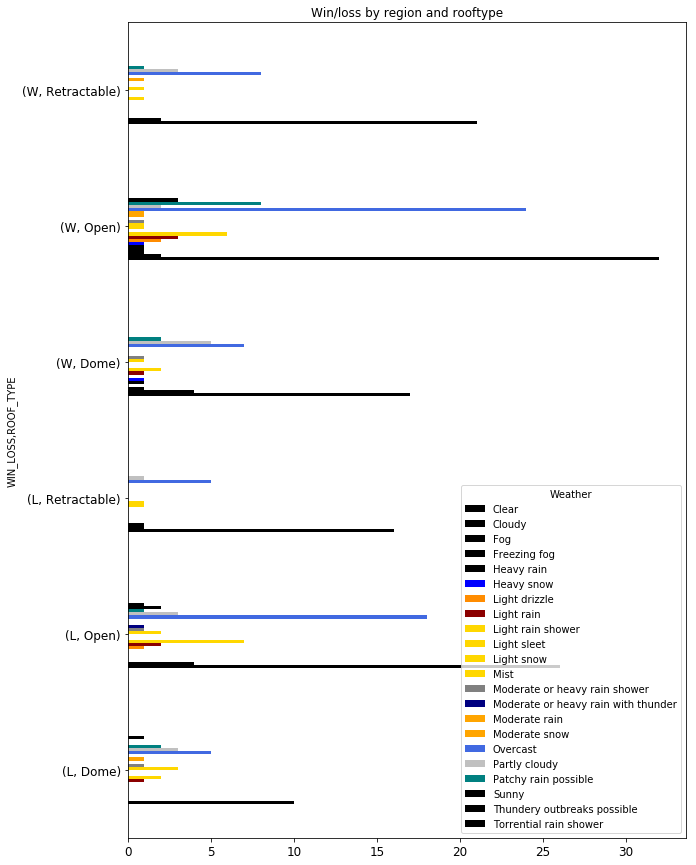 Win/loss by region and rooftype
WIN_LOSS,ROOF_TYPE
(W, Retractable)
(W, Open)
(W, Dome)
(L, Retractable)
(L, Open)
(L, Dome)
Weather
Clear
Cloudy
Fog
Freezing fog
Heavy rain
Heavy snow
Light drizzle
Light rain
Light rain shower
Light sleet
Light snow
Mist
Moderate or heavy rain shower
Moderate or heavy rain with thunder
Moderate rain
Moderate snow
Overcast
Partly cloudy
Patchy rain possible
Sunny
Thundery outbreaks possible
Torrential rain shower
0 5 10 15 20 25 30